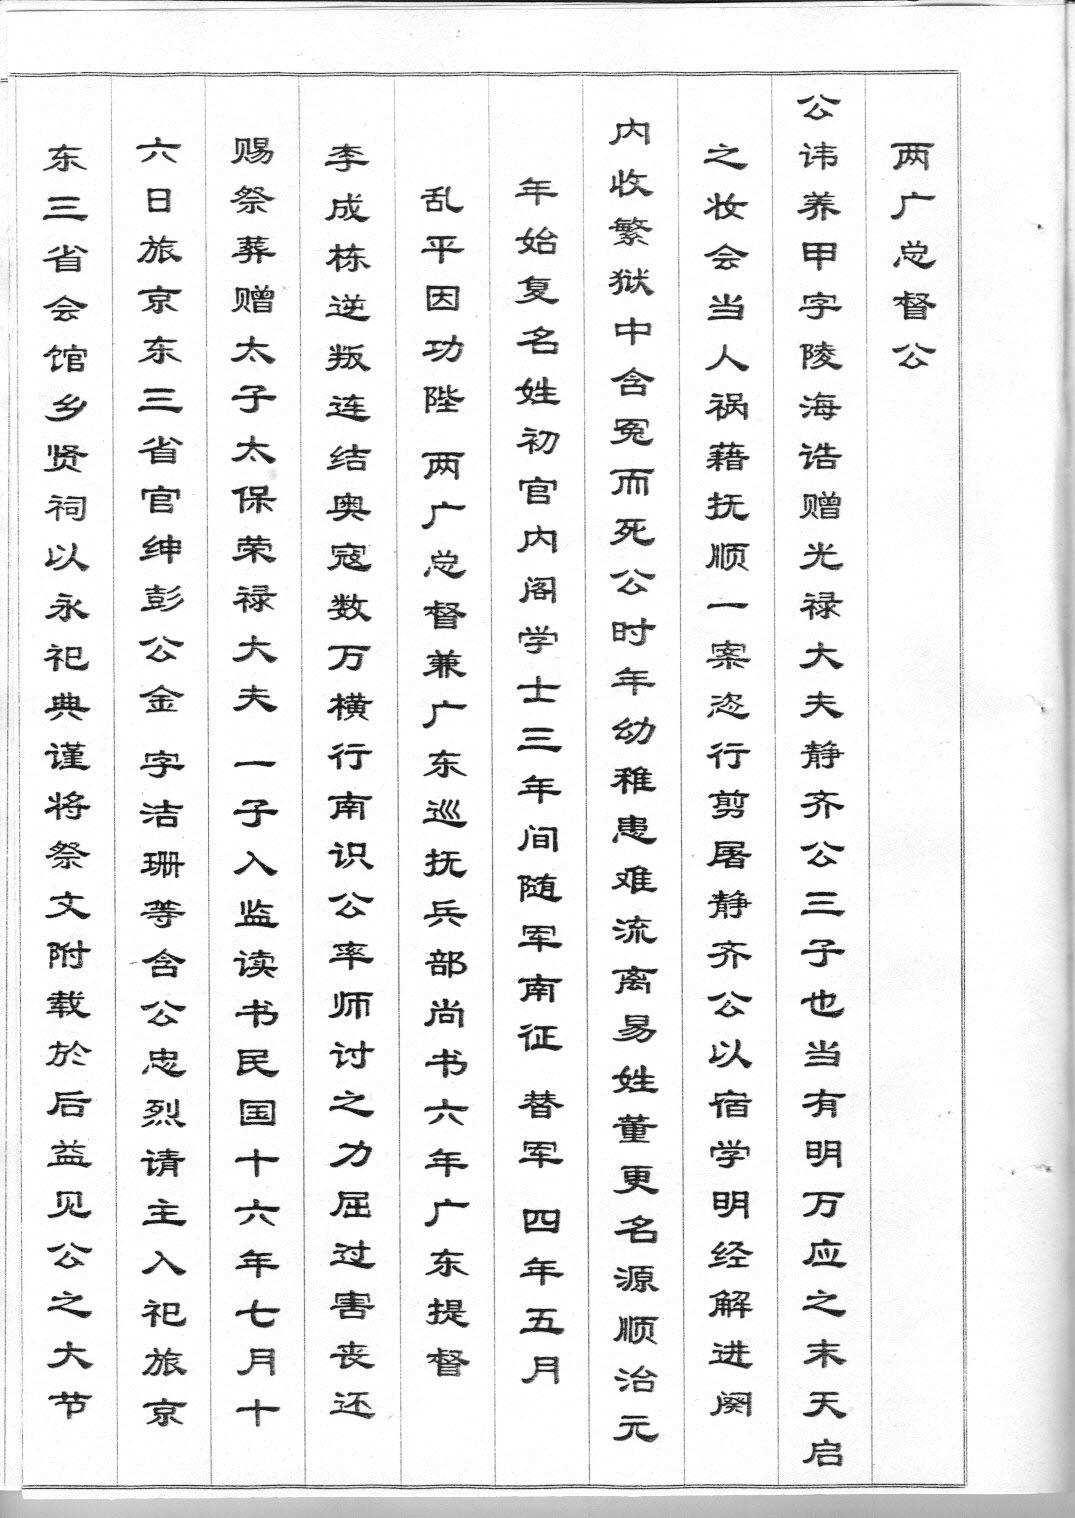 两广总督公
公讳养甲字陵海诰赠光禄大夫静齐公三子也当有明万应之末天启
之妆会当人祸藉抚顺一案恣行剪屠静齐公以宿学明经解进阕
内收繁狱中含冤而死公时年幼稚患难流离易姓董更名源顺治元
年始复名姓初官内阁学士三年间随军南征 替军 四年五月
乱平因功陛 两广总督兼广东巡抚兵部尚书六年广东提督
李成栋逆叛连结奥寇数万横行南识公率师讨之力屈过害丧还
赐祭葬赠太子太保荣禄大夫 一子入监读书民国十六年七月十
六日旅京东三省官绅彭公金 字洁珊等含公忠烈请主入祀旅京
东三省会馆乡贤祠以永祀典谨将祭文附载於后益见公之大节